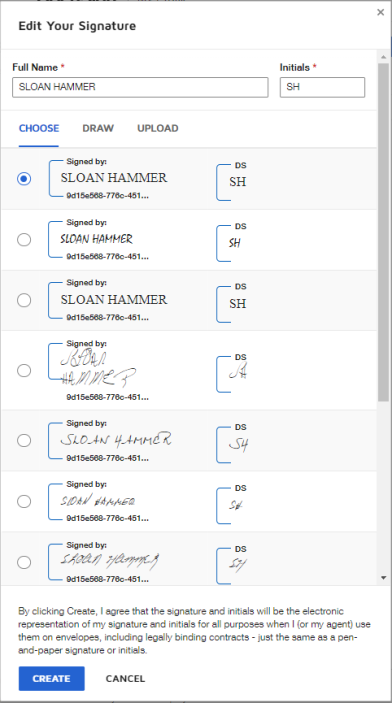 Edit Your Signature
Full Name * Initials *
SLOAN HAMMER SH
CHOOSE DRAW UPLOAD
Signed by: DS
SLOAN HAMMER SH
9d15e568-776c-451...
Signed by: DS
SLOAN HAMMER SH
9d15e568-776c-451...
Signed by: DS
SLOAN HAMMER SH
9d15e568-776c-451...
Signed by: DS
SLOAN SH
HAMMER
9d15e568-776c-451...
Signed by: DS
SLOAN HAMMER SH
9d15e568-776c-451...
Signed by: DS
SLOAN HAMMER SH
9d15e568-776c-451...
Signed by: DS
SLOAN HAMMER SH
9d15e568-776c-451...
By clicking Create, I agree that the signature and initials will be the electronic
representation of my signature and initials for all purposes when I (or my agent) use
them on envelopes, including legally binding contracts - just the same as a pen-
and-paper signature or initials.
CREATE CANCEL